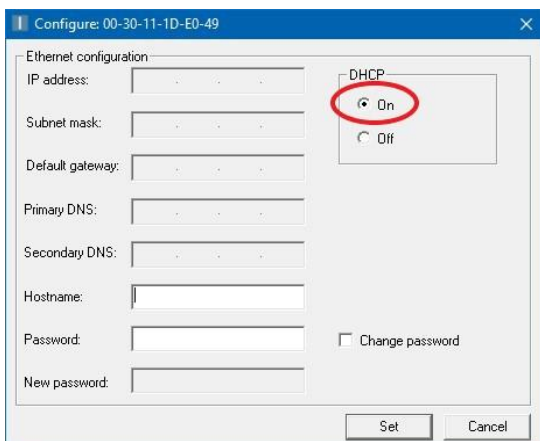 Configure: 00-30-11-1D-E0-49
Ethernet configuration
IP address:
DHCP
On
Subnet mask:
Off
Default gateway:
Primary DNS:
Secondary DNS:
Hostname:
Password:
Change password
New password:
Set
Cancel